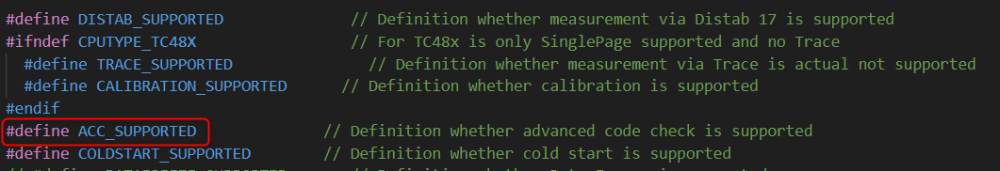 #define DISTAB_SUPPORTED // Definition whether measurement via Distab 17 is supported
#ifndef CPUTYPE_TC48X // For TC48x is only SinglePage supported and no Trace
#define TRACE_SUPPORTED // Definition whether measurement via Trace is actual not supported
#define CALIBRATION_SUPPORTED // Definition whether calibration is supported
#endif
#define ACC_SUPPORTED // Definition whether advanced code check is supported
#define COLDSTART_SUPPORTED // Definition whether cold start is supported